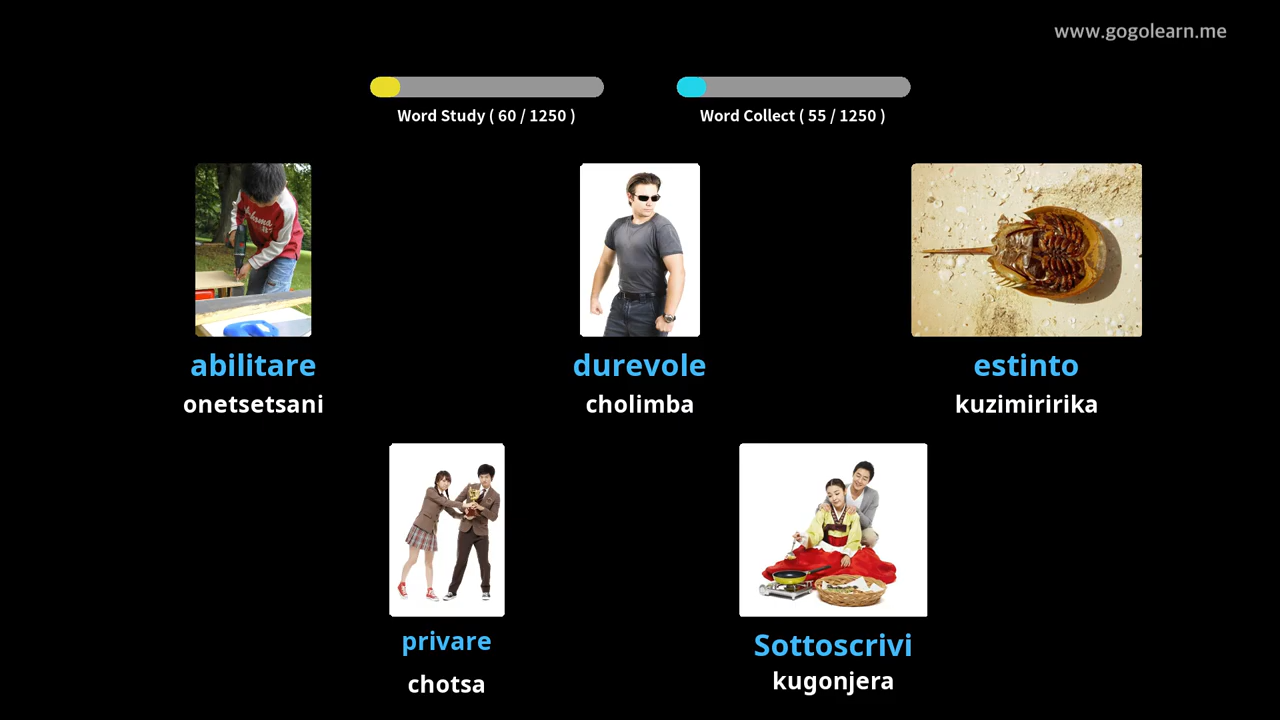 www.gogolearn.me
Word Study ( 60 / 1250 )
Word Collect ( 55 / 1250 )
abilitare
onetsetsani
durevole
cholimba
estinto
kuzimiririka
privare
chotsa
Sottoscrivi
kugonjera